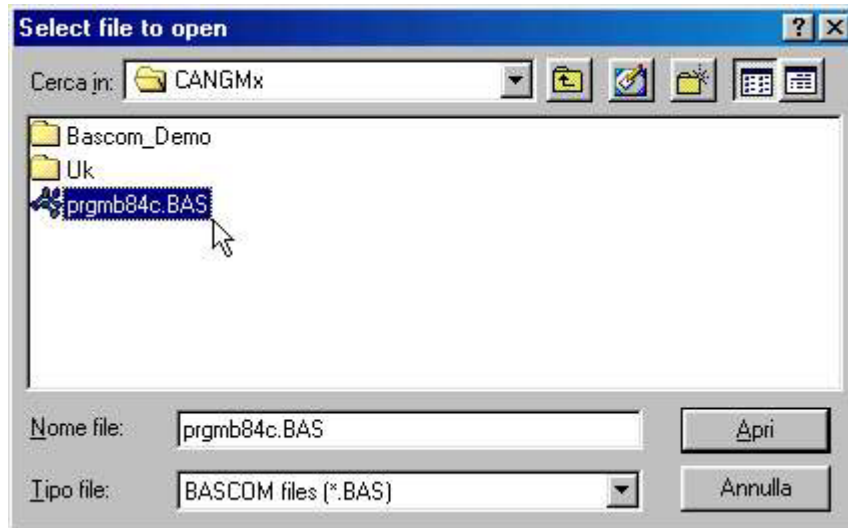 Select file to open
Cerca in: CANGMx
Bascom_Demo
Uk
prgmb84c.BAS
Nome file: prgmb84c.BAS Apri
Tipo file: BASCOM files (*.BAS) Annulla